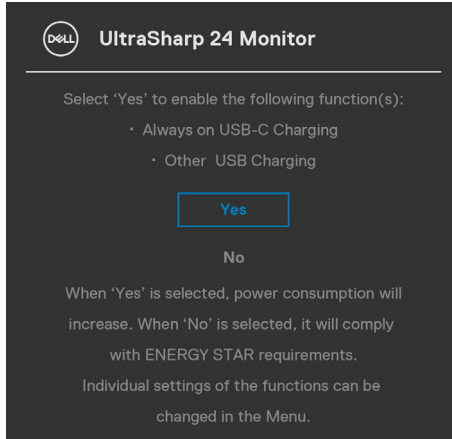 DELL
UltraSharp 24 Monitor
Select ‘Yes’ to enable the following function(s):
· Always on USB-C Charging
· Other USB Charging
Yes
No
When ‘Yes’ is selected, power consumption will
increase. When ‘No’ is selected, it will comply
with ENERGY STAR requirements.
Individual settings of the functions can be
changed in the Menu.